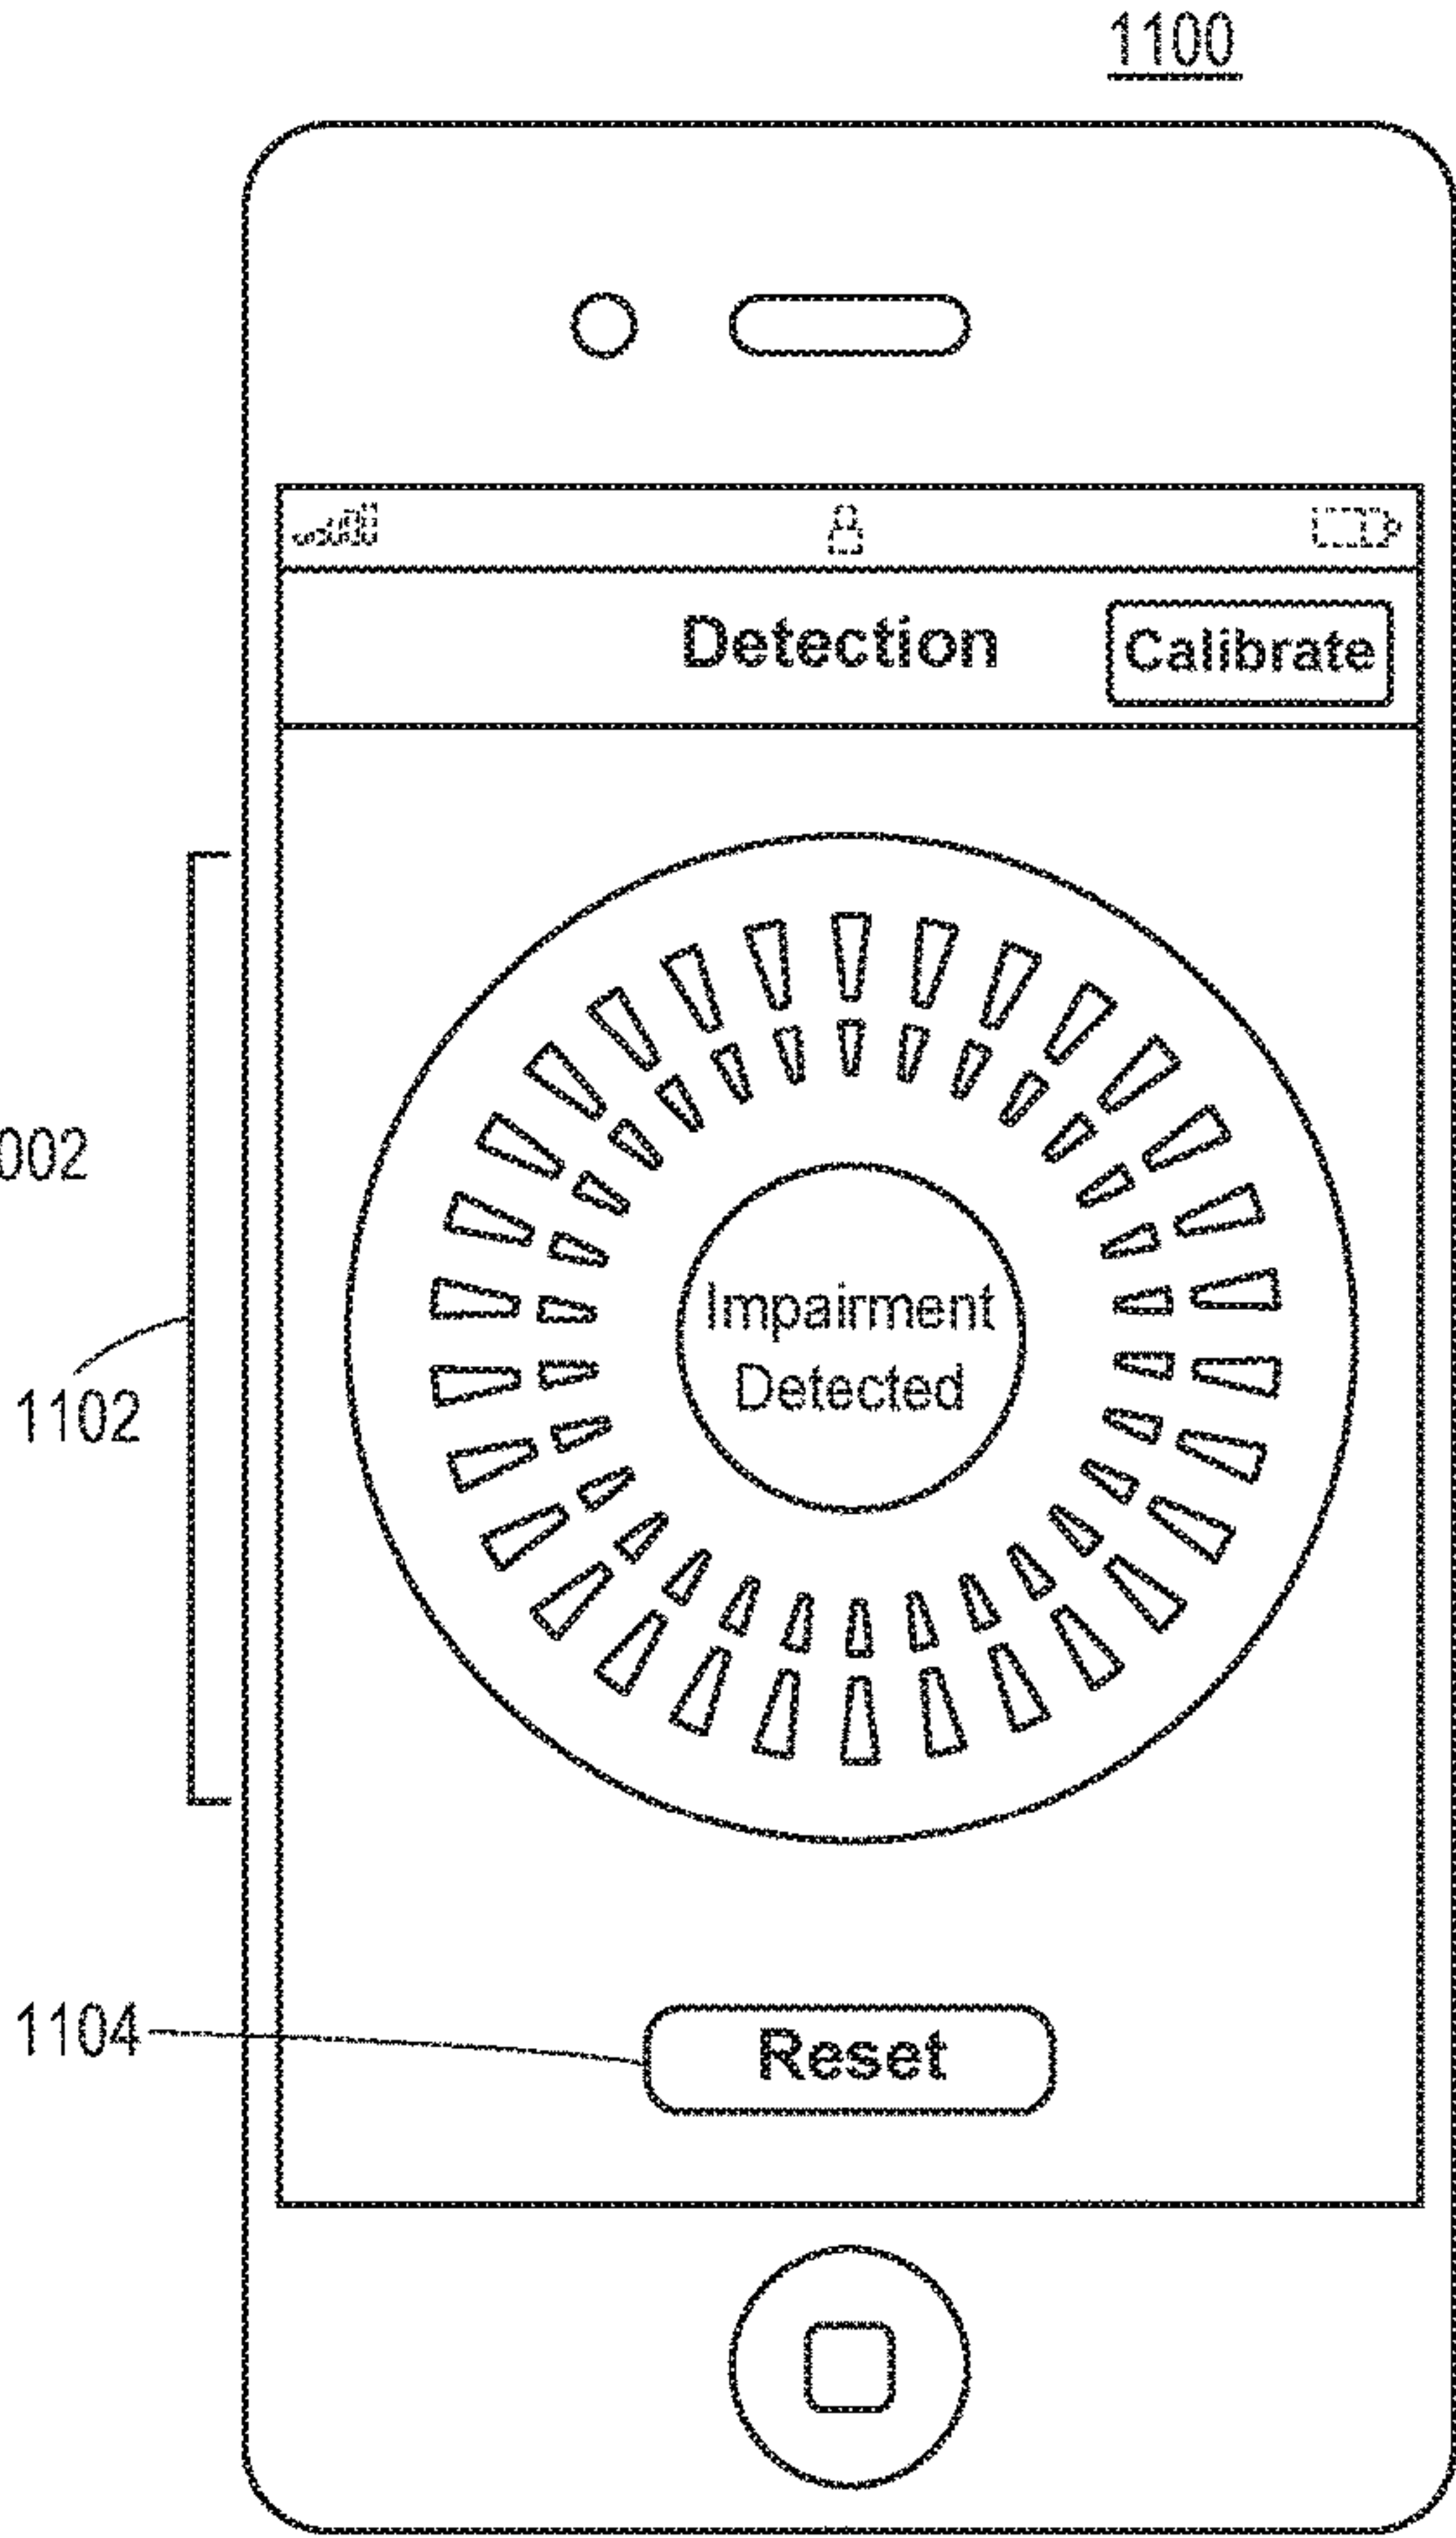 1100
Detection
Calibrate
002
Impairment
Detected
1102
1104
Reset